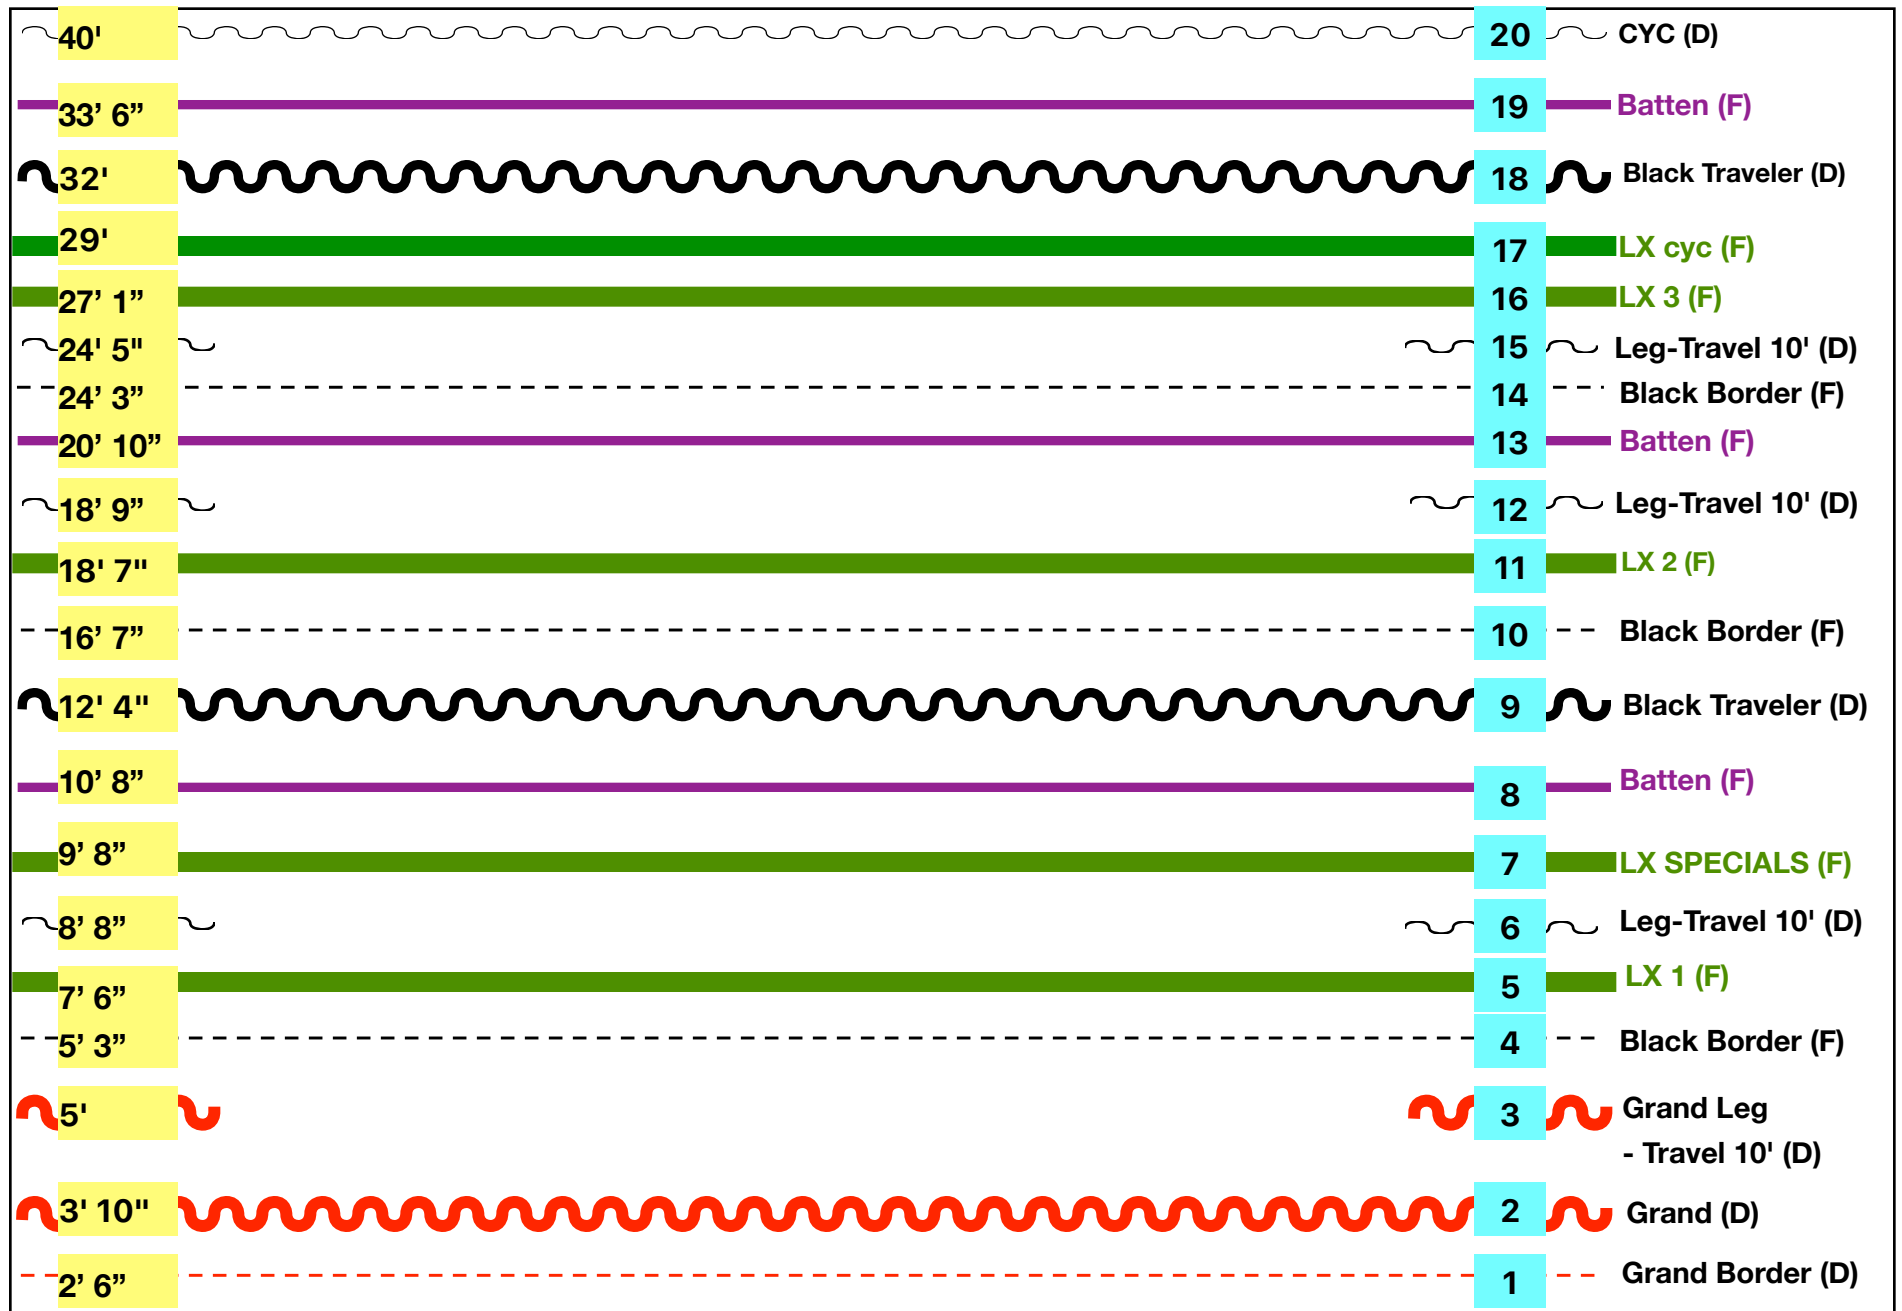 40' 20 CYC (D)
33’ 6” 19 Batten (F)
32' 18 Black Traveler (D)
29' 17 LX cyc (F)
27’ 1” 16 LX 3 (F)
24' 5" 15 Leg-Travel 10' (D)
24’ 3” 14 Black Border (F)
20’ 10” 13 Batten (F)
18’ 9” 12 Leg-Travel 10' (D)
18' 7" 11 LX 2 (F)
16’ 7” 10 Black Border (F)
12' 4" 9 Black Traveler (D)
10’ 8” 8 Batten (F)
9’ 8” 7 LX SPECIALS (F)
8’ 8” 6 Leg-Travel 10' (D)
7’ 6” 5 LX 1 (F)
5’ 3” 4 Black Border (F)
5' 3 Grand Leg
- Travel 10' (D)
3' 10" 2 Grand (D)
2’ 6” 1 Grand Border (D)